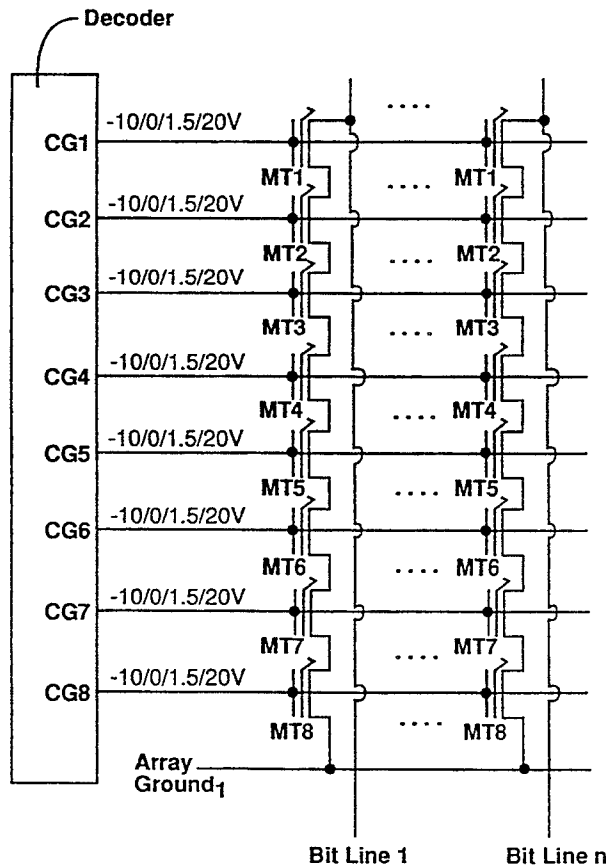 Decoder
-10/0/1.5/20V
....
CG1
MT1
MT1
-10/0/1.5/20V
....
CG2
MT2
MT2
-10/0/1.5/20V
....
CG3
MT3
MT3
-10/0/1.5/20V
....
CG4
MT4
MT4
-10/0/1.5/20V
....
CG5
MT5
MT5
-10/0/1.5/20V
....
CG6
MT6
MT6
-10/0/1.5/20V
....
CG7
MT7
MT7
-10/0/1.5/20V
....
CG8
MT8
MT8
....
Array
Ground1
Bit Line 1
Bit Line n